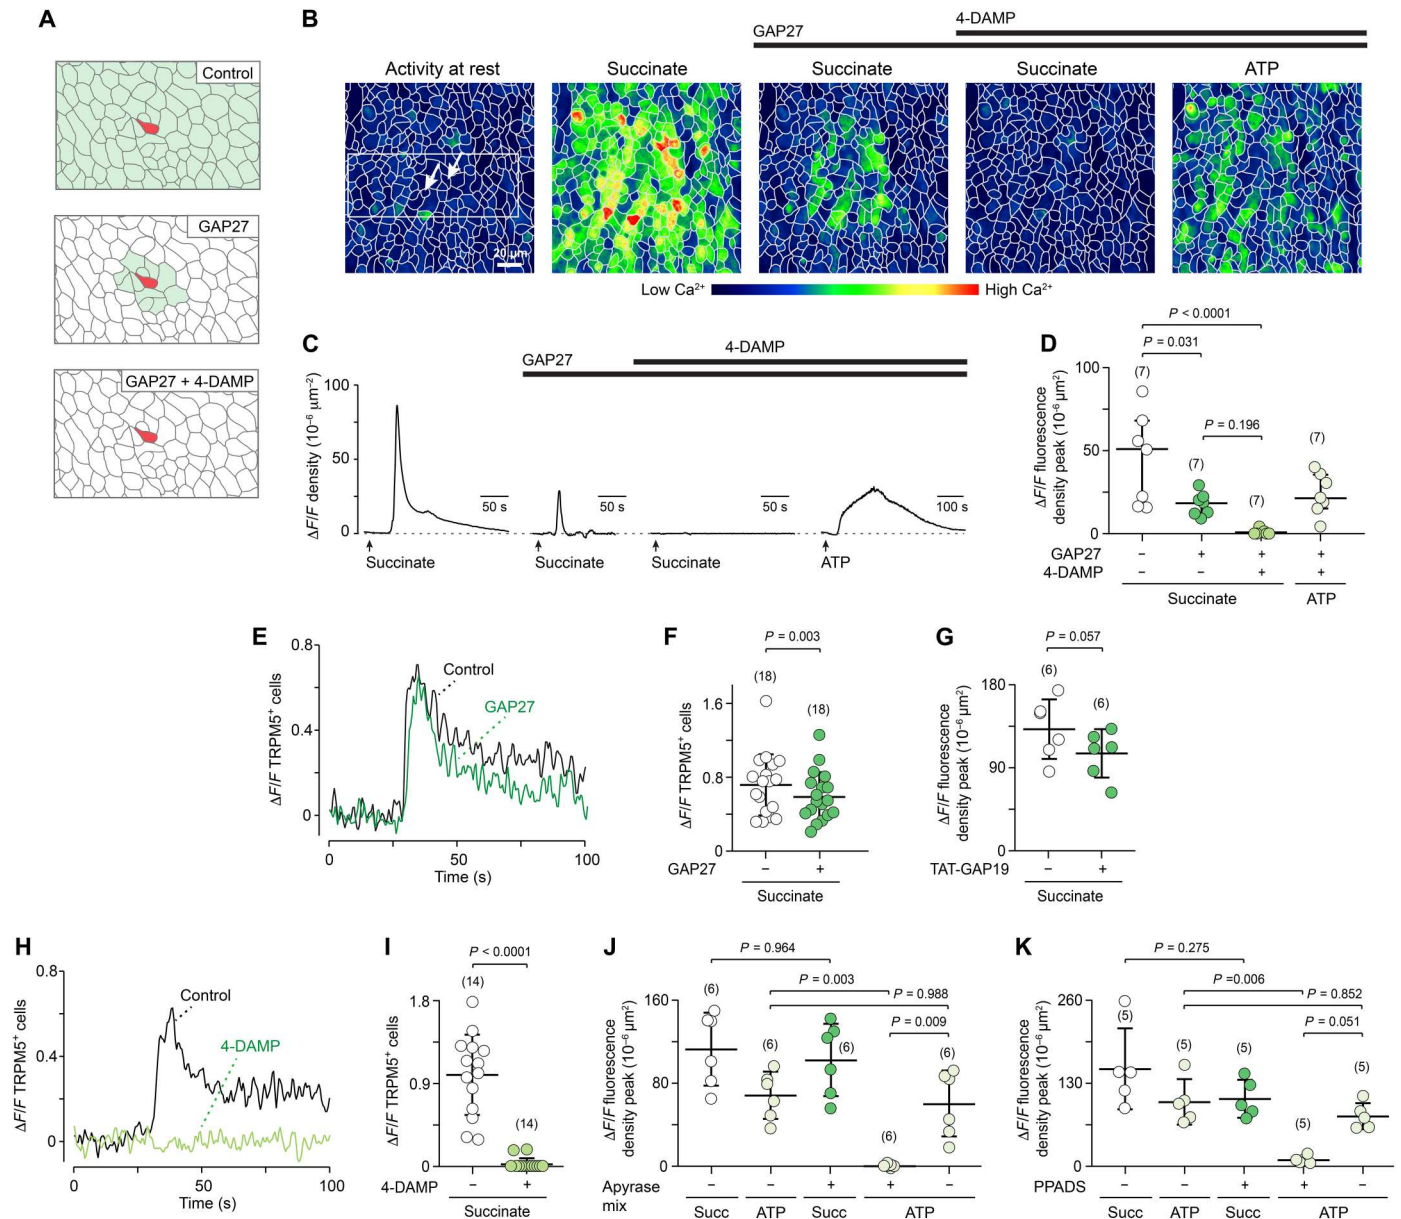 A
Control
GAP27
GAP27 + 4-DAMP
B
4-DAMP
GAP27
Activity at rest
Succinate
Succinate
Succinate
ATP
20 µm
Low Ca²⁺
High Ca²⁺
C
4-DAMP
GAP27
ΔF/F density (10⁻⁶ µm⁻²)
100
50
0
50 s
50 s
50 s
100 s
Succinate
Succinate
Succinate
ATP
D
P < 0.0001
P = 0.031
P = 0.196
ΔF/F fluorescence
density peak (10⁻⁶ µm²)
100
50
0
(7)
(7)
(7)
(7)
GAP27 – + + +
4-DAMP – – + +
Succinate
ATP
E
ΔF/F TRPM5⁺ cells
0.8
0.4
0
Control
GAP27
0 50 100
Time (s)
F
P = 0.003
ΔF/F TRPM5⁺ cells
1.6
0.8
0
(18)
(18)
GAP27 – +
Succinate
G
P = 0.057
ΔF/F fluorescence
density peak (10⁻⁶ µm²)
180
90
0
(6)
(6)
TAT-GAP19 – +
Succinate
H
ΔF/F TRPM5⁺ cells
0.8
0.4
0
Control
4-DAMP
0 50 100
Time (s)
I
P < 0.0001
ΔF/F TRPM5⁺ cells
1.8
0.9
0
(14)
(14)
4-DAMP – +
Succinate
J
P = 0.964
P = 0.003
P = 0.988
P = 0.009
ΔF/F fluorescence
density peak (10⁻⁶ µm²)
160
80
0
(6)
(6)
(6)
(6)
(6)
Apyrase – – + + –
mix
Succ ATP Succ ATP
K
P = 0.275
P =0.006
P = 0.852
P = 0.051
ΔF/F fluorescence
density peak (10⁻⁶ µm²)
260
130
0
(5)
(5)
(5)
(5)
(5)
PPADS – – + + –
Succ ATP Succ ATP